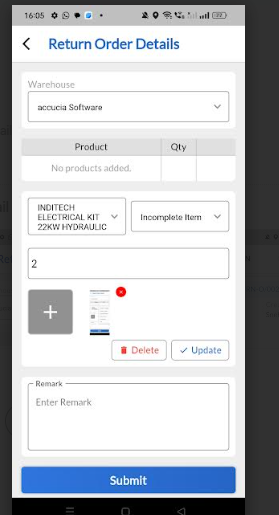 16:05
Return Order Details
Warehouse
accucia Software
Product Qty
No products added.
INDITECH
ELECTRICAL KIT
22KW HYDRAULIC
Incomplete Item
2
+
Delete
Update
Remark
Enter Remark
Submit